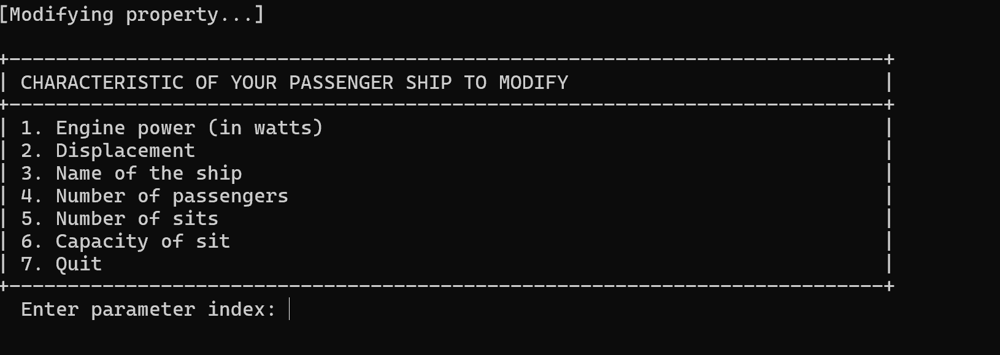 [Modifying property...]
+---------------------------------------------------------------------------+
| CHARACTERISTIC OF YOUR PASSENGER SHIP TO MODIFY                           |
+---------------------------------------------------------------------------+
| 1. Engine power (in watts)                                                |
| 2. Displacement                                                           |
| 3. Name of the ship                                                       |
| 4. Number of passengers                                                   |
| 5. Number of sits                                                         |
| 6. Capacity of sit                                                        |
| 7. Quit                                                                   |
+---------------------------------------------------------------------------+
Enter parameter index: